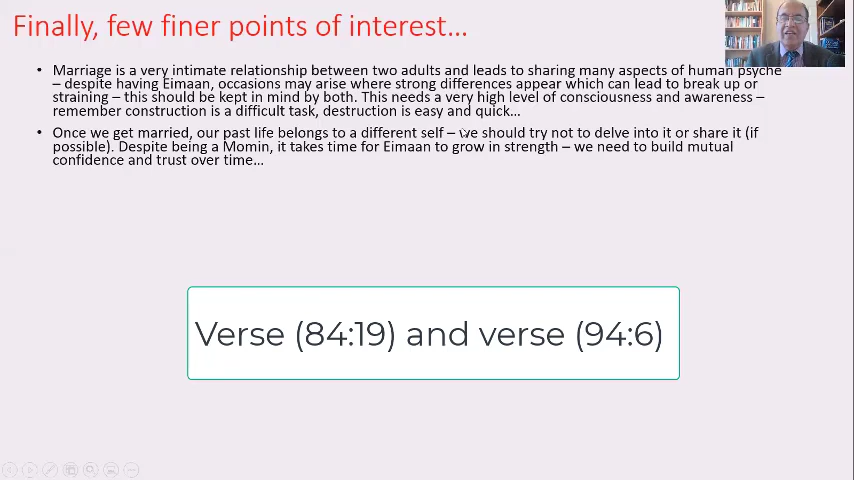 Finally, few finer points of interest...
• Marriage is a very intimate relationship between two adults and leads to sharing many aspects of human psyche
– despite having Eimaan, occasions may arise where strong differences appear which can lead to break up or
straining – this should be kept in mind by both. This needs a very high level of consciousness and awareness –
remember construction is a difficult task, destruction is easy and quick...
• Once we get married, our past life belongs to a different self – we should try not to delve into it or share it (if
possible). Despite being a Momin, it takes time for Eimaan to grow in strength – we need to build mutual
confidence and trust over time...
Verse (84:19) and verse (94:6)